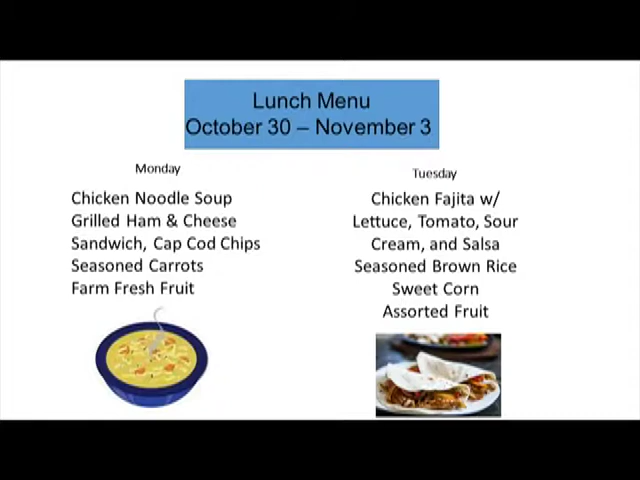 Lunch Menu
October 30 – November 3
Monday
Chicken Noodle Soup
Grilled Ham & Cheese
Sandwich, Cap Cod Chips
Seasoned Carrots
Farm Fresh Fruit
Tuesday
Chicken Fajita w/
Lettuce, Tomato, Sour
Cream, and Salsa
Seasoned Brown Rice
Sweet Corn
Assorted Fruit